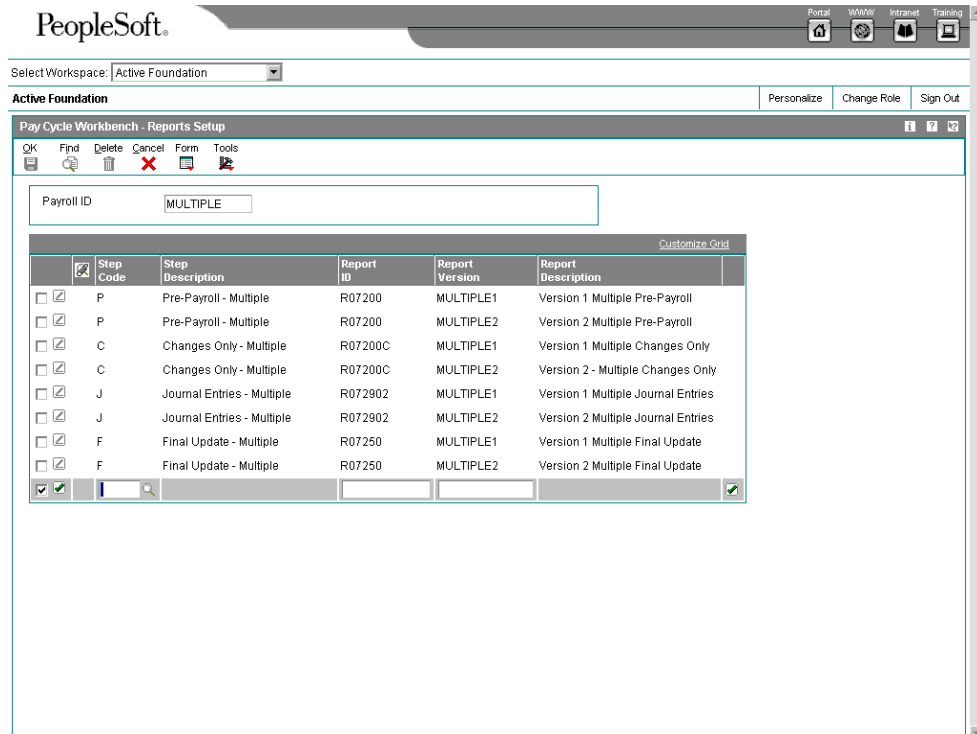 PeopleSoft®
Portal WWW Intranet Training
Select Workspace: Active Foundation
Active Foundation Personalize Change Role Sign Out
Pay Cycle Workbench - Reports Setup
OK Find Delete Cancel Form Tools
Payroll ID MULTIPLE
Customize Grid
Step Code Step Description Report ID Report Version Report Description
P Pre-Payroll - Multiple R07200 MULTIPLE1 Version 1 Multiple Pre-Payroll
P Pre-Payroll - Multiple R07200 MULTIPLE2 Version 2 Multiple Pre-Payroll
C Changes Only - Multiple R07200C MULTIPLE1 Version 1 Multiple Changes Only
C Changes Only - Multiple R07200C MULTIPLE2 Version 2 - Multiple Changes Only
J Journal Entries - Multiple R072902 MULTIPLE1 Version 1 Multiple Journal Entries
J Journal Entries - Multiple R072902 MULTIPLE2 Version 2 Multiple Journal Entries
F Final Update - Multiple R07250 MULTIPLE1 Version 1 Multiple Final Update
F Final Update - Multiple R07250 MULTIPLE2 Version 2 Multiple Final Update